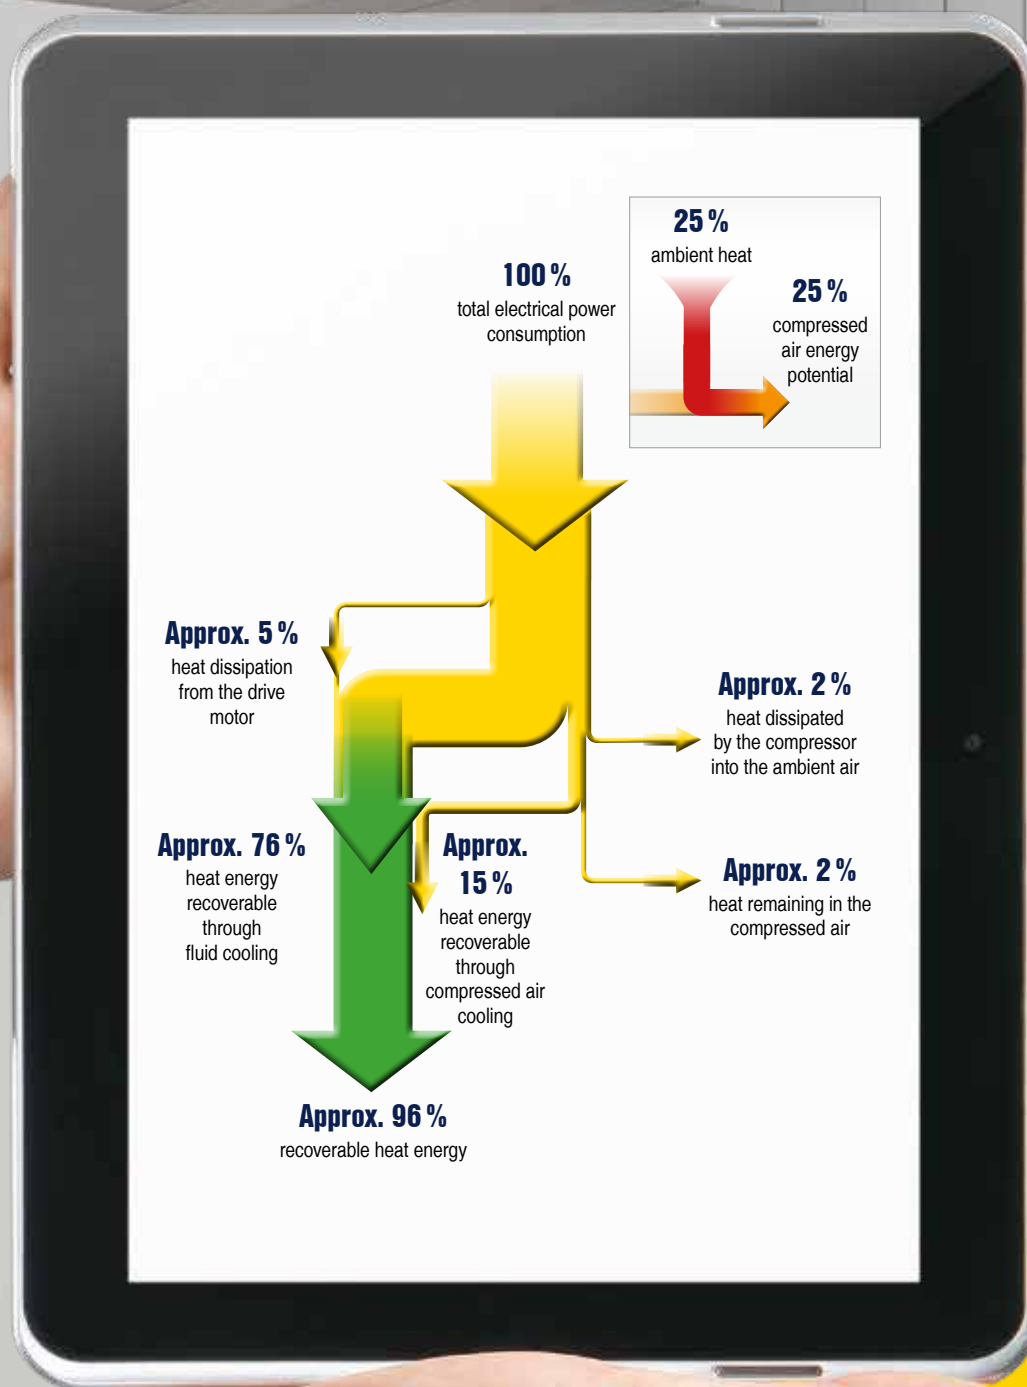 25 %
ambient heat
100 %
total electrical power
consumption
25 %
compressed
air energy
potential
Approx. 5 %
heat dissipation
from the drive
motor
Approx. 2 %
heat dissipated
by the compressor
into the ambient air
Approx. 76 %
heat energy
recoverable
through
fluid cooling
Approx.
15 %
heat energy
recoverable
through
compressed air
cooling
Approx. 2 %
heat remaining in the
compressed air
Approx. 96 %
recoverable heat energy